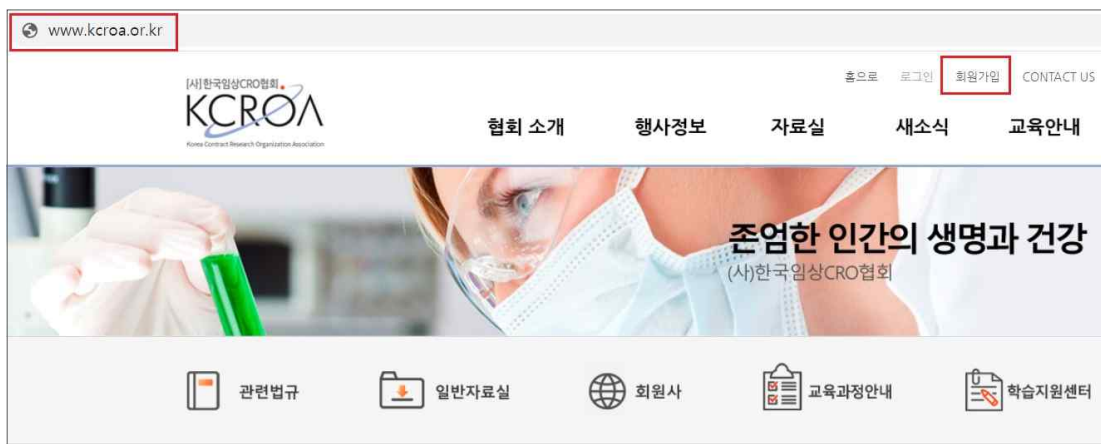 www.kcroa.or.kr
홈으로 로그인 회원가입 CONTACT US
[사]한국임상CRO협회
KCROA
Korea Contract Research Organization Association
협회 소개 행사정보 자료실 새소식 교육안내
존엄한 인간의 생명과 건강
(사)한국임상CRO협회
관련법규 일반자료실 회원사 교육과정안내 학습지원센터